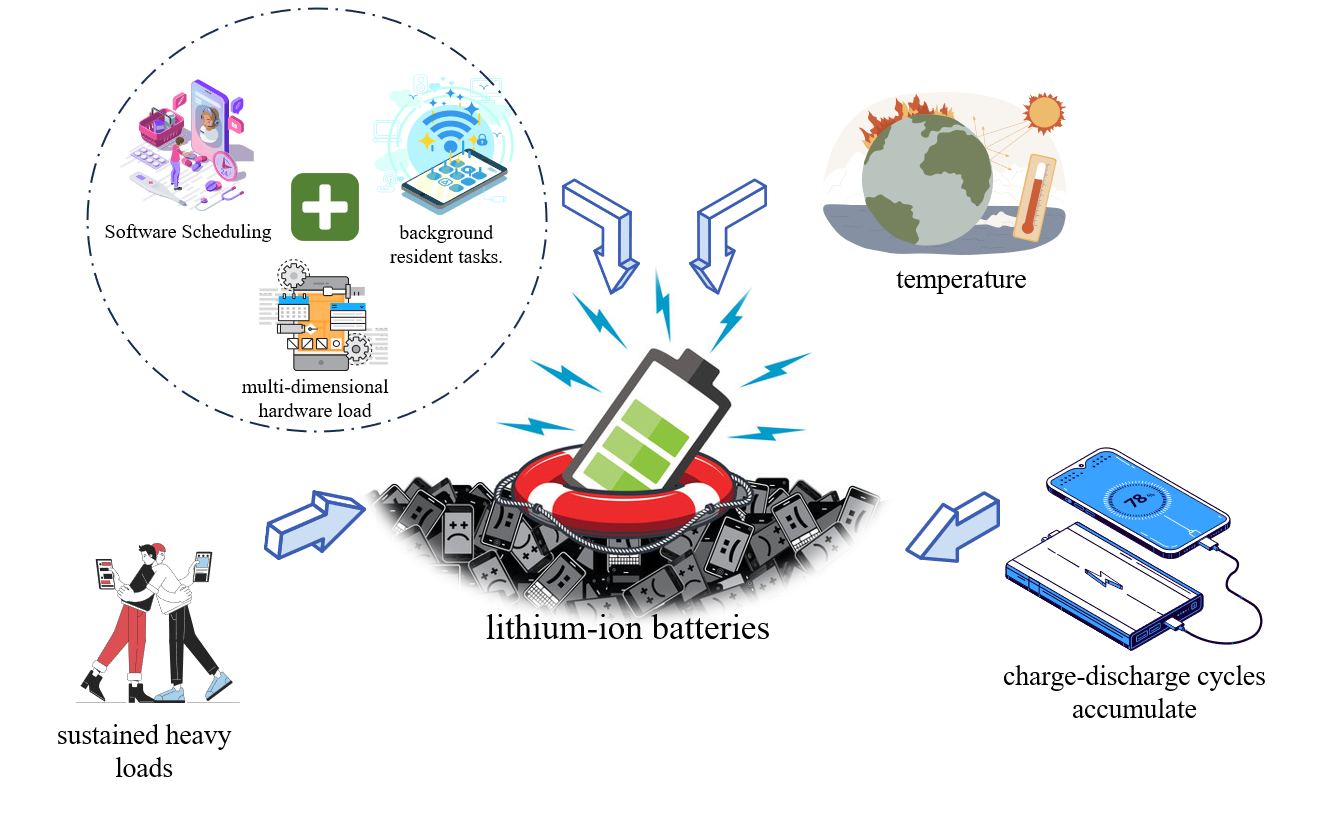 Software Scheduling
background
resident tasks.
multi-dimensional
hardware load
temperature
lithium-ion batteries
sustained heavy
loads
78 %
charge-discharge cycles
accumulate